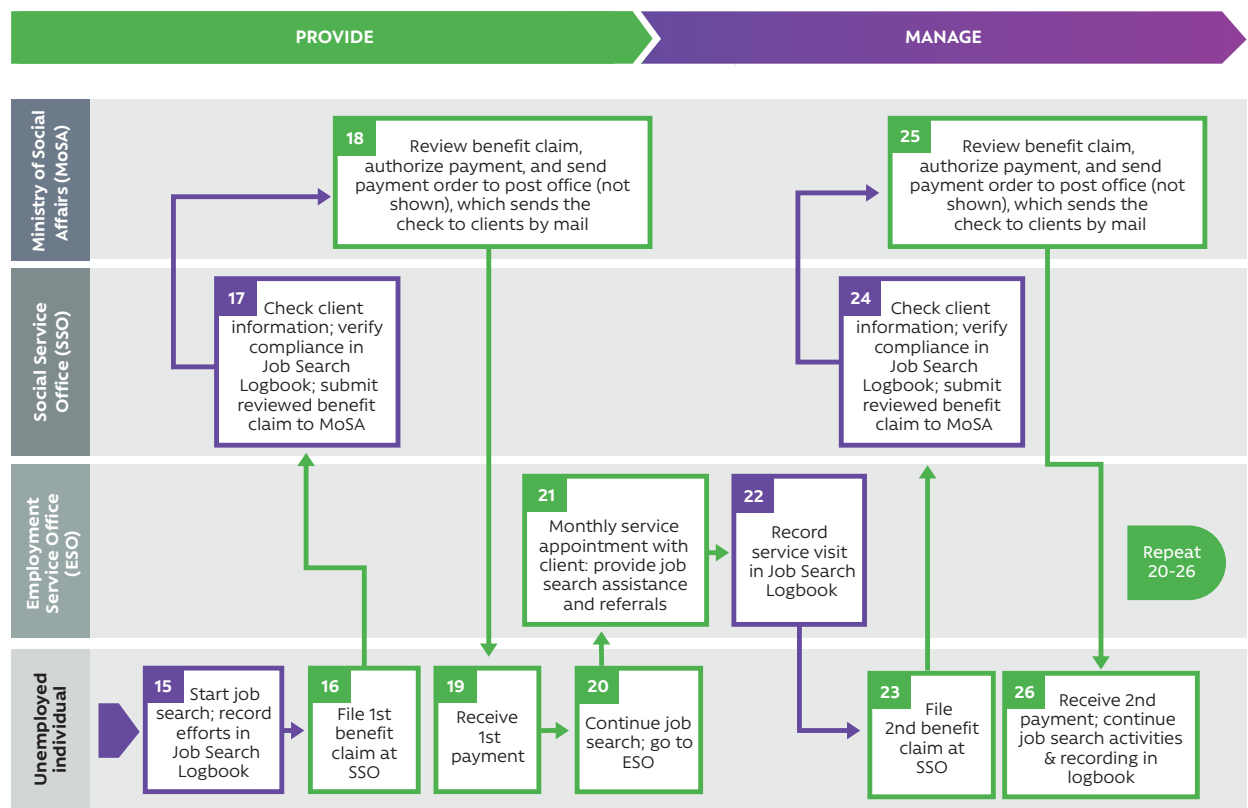 PROVIDE
MANAGE
Ministry of Social
Affairs (MoSA)
18
Review benefit claim,
authorize payment, and send
payment order to post office (not
shown), which sends the
check to clients by mail
25
Review benefit claim,
authorize payment, and send
payment order to post office (not
shown), which sends the
check to clients by mail
Social Service
Office (SSO)
17
Check client
information; verify
compliance in
Job Search
Logbook; submit
reviewed benefit
claim to MoSA
24
Check client
information; verify
compliance in
Job Search
Logbook; submit
reviewed benefit
claim to MoSA
Employment
Service Office
(ESO)
21
Monthly service
appointment with
client: provide job
search assistance
and referrals
22
Record
service visit
in Job Search
Logbook
Repeat
20-26
Unemployed
individual
15
Start job
search; record
efforts in
Job Search
Logbook
16
File 1st
benefit
claim at
SSO
19
Receive
1st
payment
20
Continue job
search; go to
ESO
23
File
2nd benefit
claim at
SSO
26
Receive 2nd
payment; continue
job search activities
& recording in
logbook